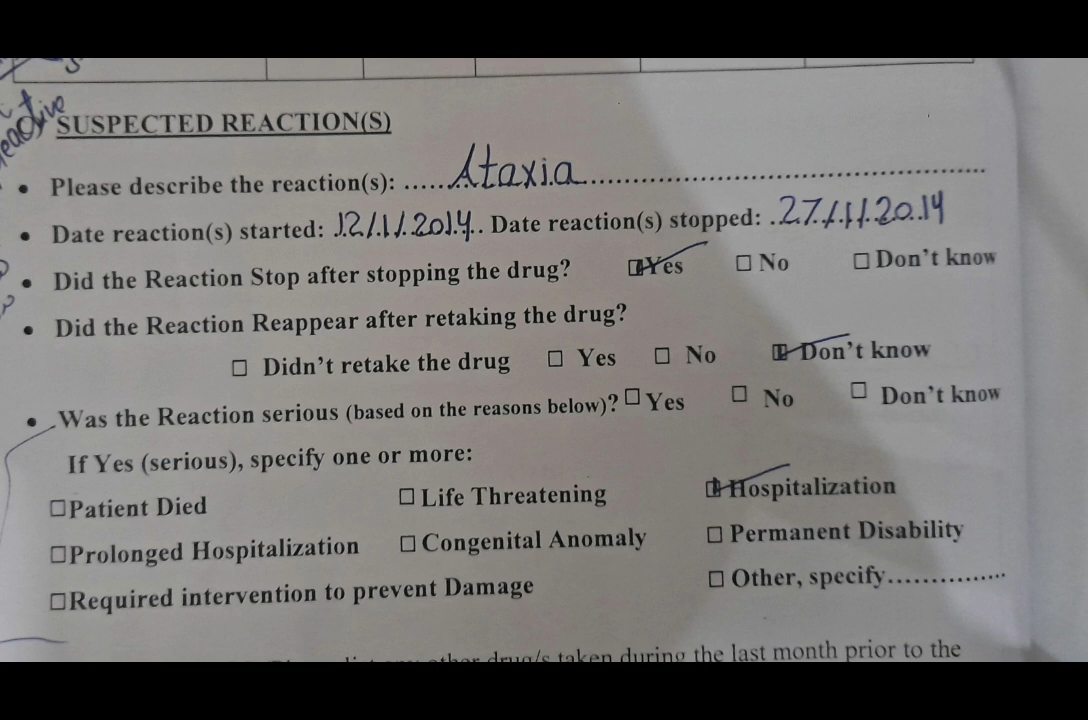 eactive
SUSPECTED REACTION(S)
• Please describe the reaction(s): .....Ataxia...............................................
• Date reaction(s) started: 12/11/2014.. Date reaction(s) stopped: ..27/11/2014
• Did the Reaction Stop after stopping the drug? ☑ Yes ☐ No ☐ Don't know
• Did the Reaction Reappear after retaking the drug?
☐ Didn't retake the drug ☐ Yes ☐ No ☑ Don't know
• Was the Reaction serious (based on the reasons below)? ☐ Yes ☐ No ☐ Don't know
If Yes (serious), specify one or more:
☐Patient Died ☐ Life Threatening ☑ Hospitalization
☐Prolonged Hospitalization ☐ Congenital Anomaly ☐ Permanent Disability
☐Required intervention to prevent Damage ☐ Other, specify...............
other drug/s taken during the last month prior to the